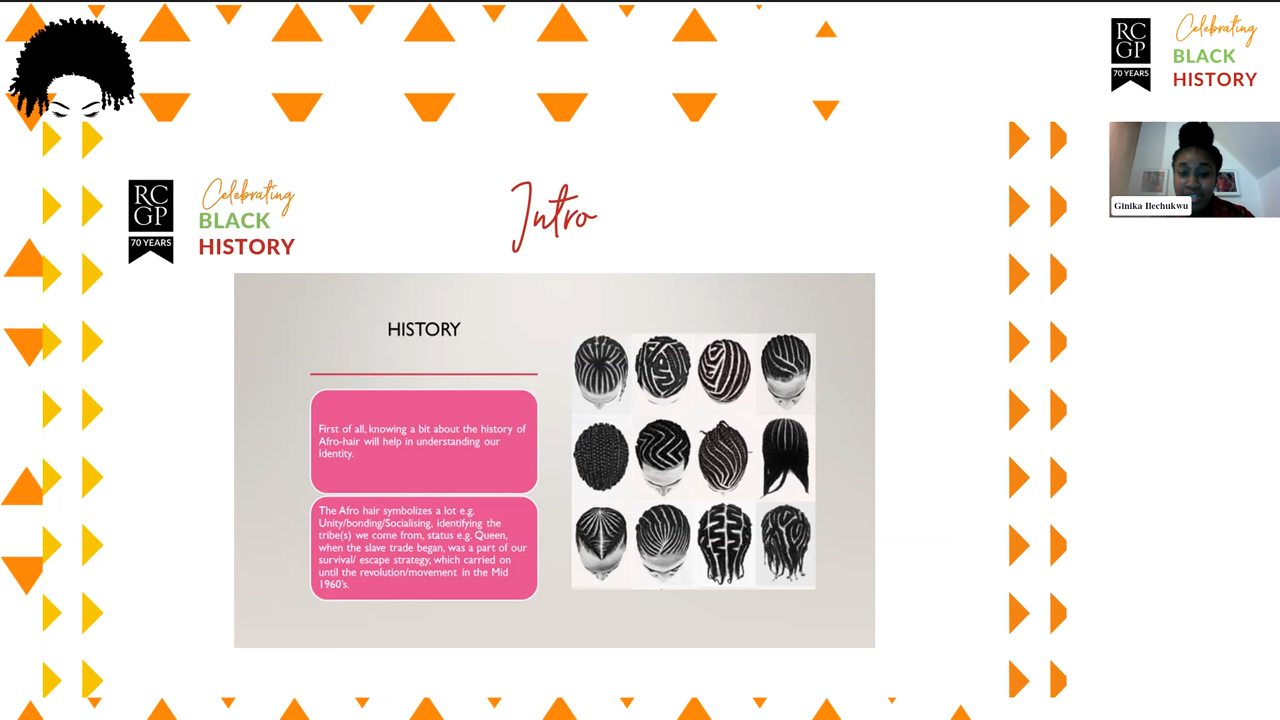 RC
GP
70 YEARS
Celebrating
BLACK
HISTORY
Ginika Ilechukwu
RC
GP
70 YEARS
Celebrating
BLACK
HISTORY
Intro
HISTORY
First of all, knowing a bit about the history of
Afro-hair will help in understanding our
Identity.
The Afro hair symbolizes a lot e.g.
Unity/bonding/Socialising, identifying the
tribe(s) we come from, status e.g. Queen,
when the slave trade began, was a part of our
survival/ escape strategy, which carried on
until the revolution/movement in the Mid
1960's.